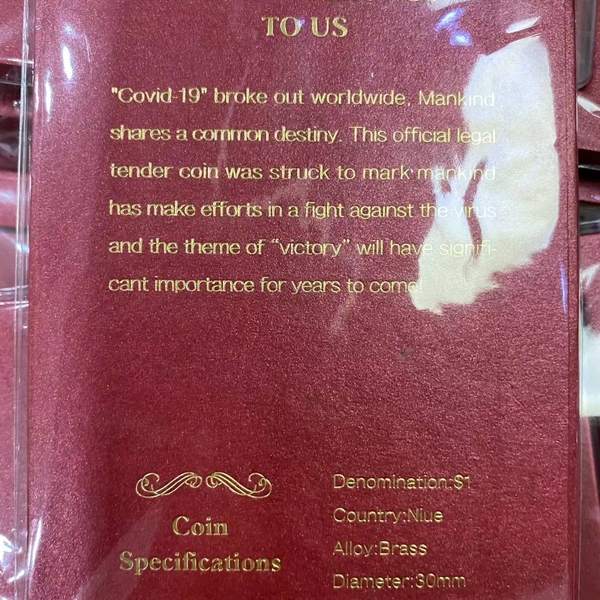 TO US
"Covid-19" broke out worldwide, Mankind
shares a common destiny. This official legal
tender coin was struck to mark mankind
has make efforts in a fight against the virus
and the theme of “victory” will have signifi-
cant importance for years to come!
Coin
Specifications
Denomination:$1
Country:Niue
Alloy:Brass
Diameter:30mm